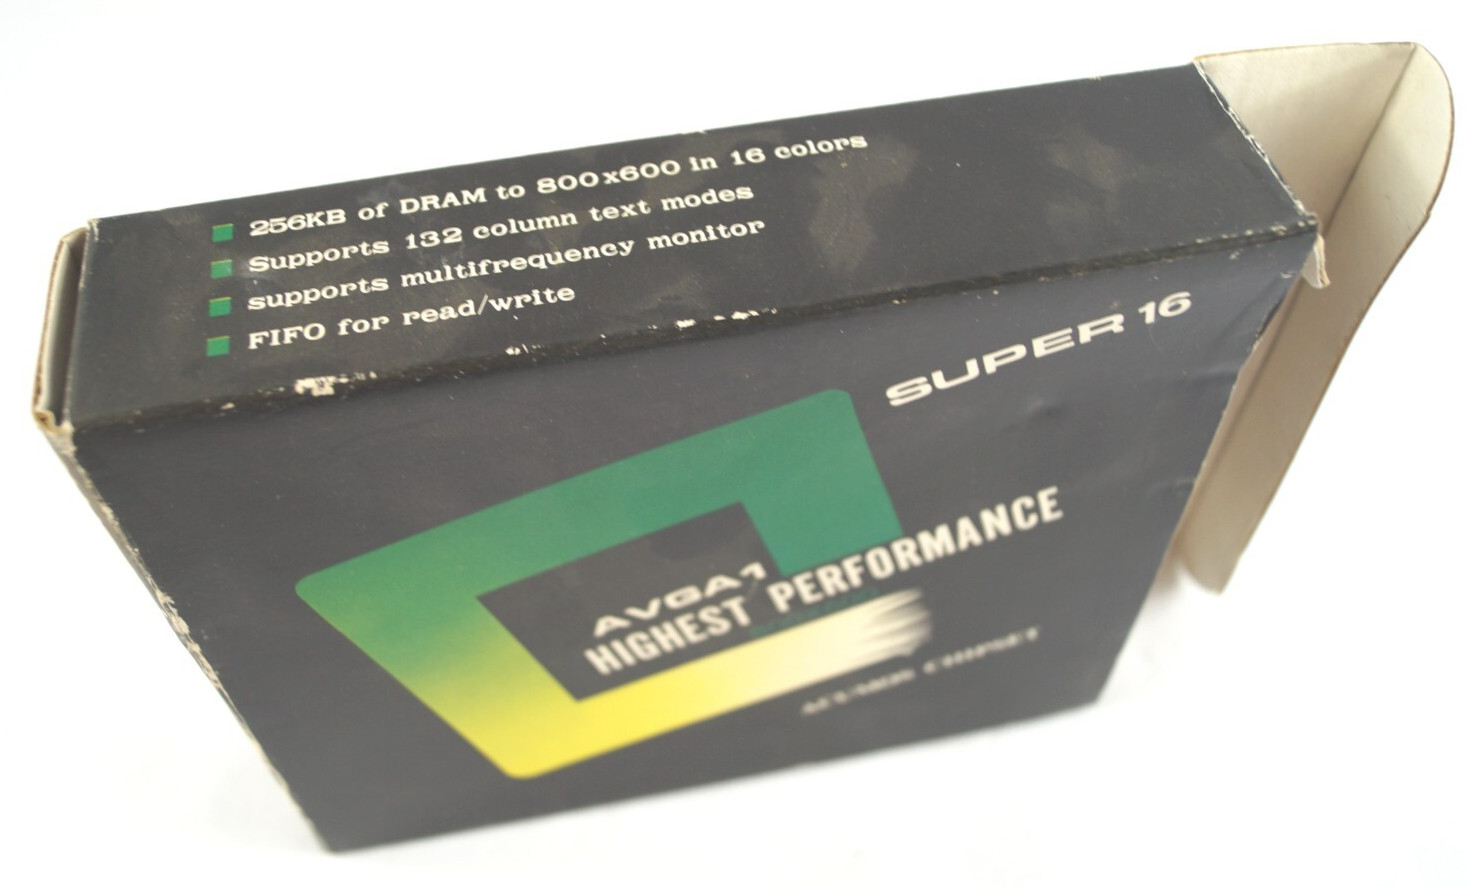 256KB of DRAM to 800x600 in 16 colors
Supports 132 column text modes
supports multifrequency monitor
FIFO for read/write
SUPER 16
AVGA1
HIGHEST PERFORMANCE
CHIPSET